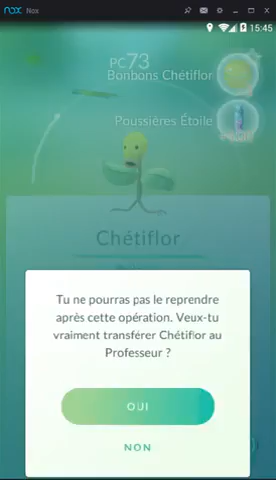 nox Nox
15:45
PC73
Bonbons Chétiflor
Poussières Étoile
Chétiflor
Tu ne pourras pas le reprendre
après cette opération. Veux-tu
vraiment transférer Chétiflor au
Professeur ?
OUI
NON